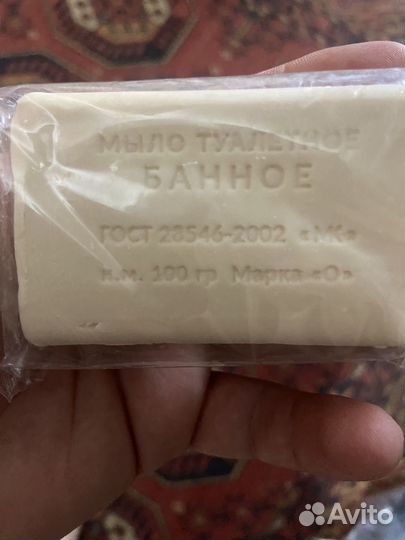 МЫЛО ТУАЛЕТНОЕ
БАННОЕ
ГОСТ 28546-2002 «МК»
н.м. 100 гр Марка «О»
Avito